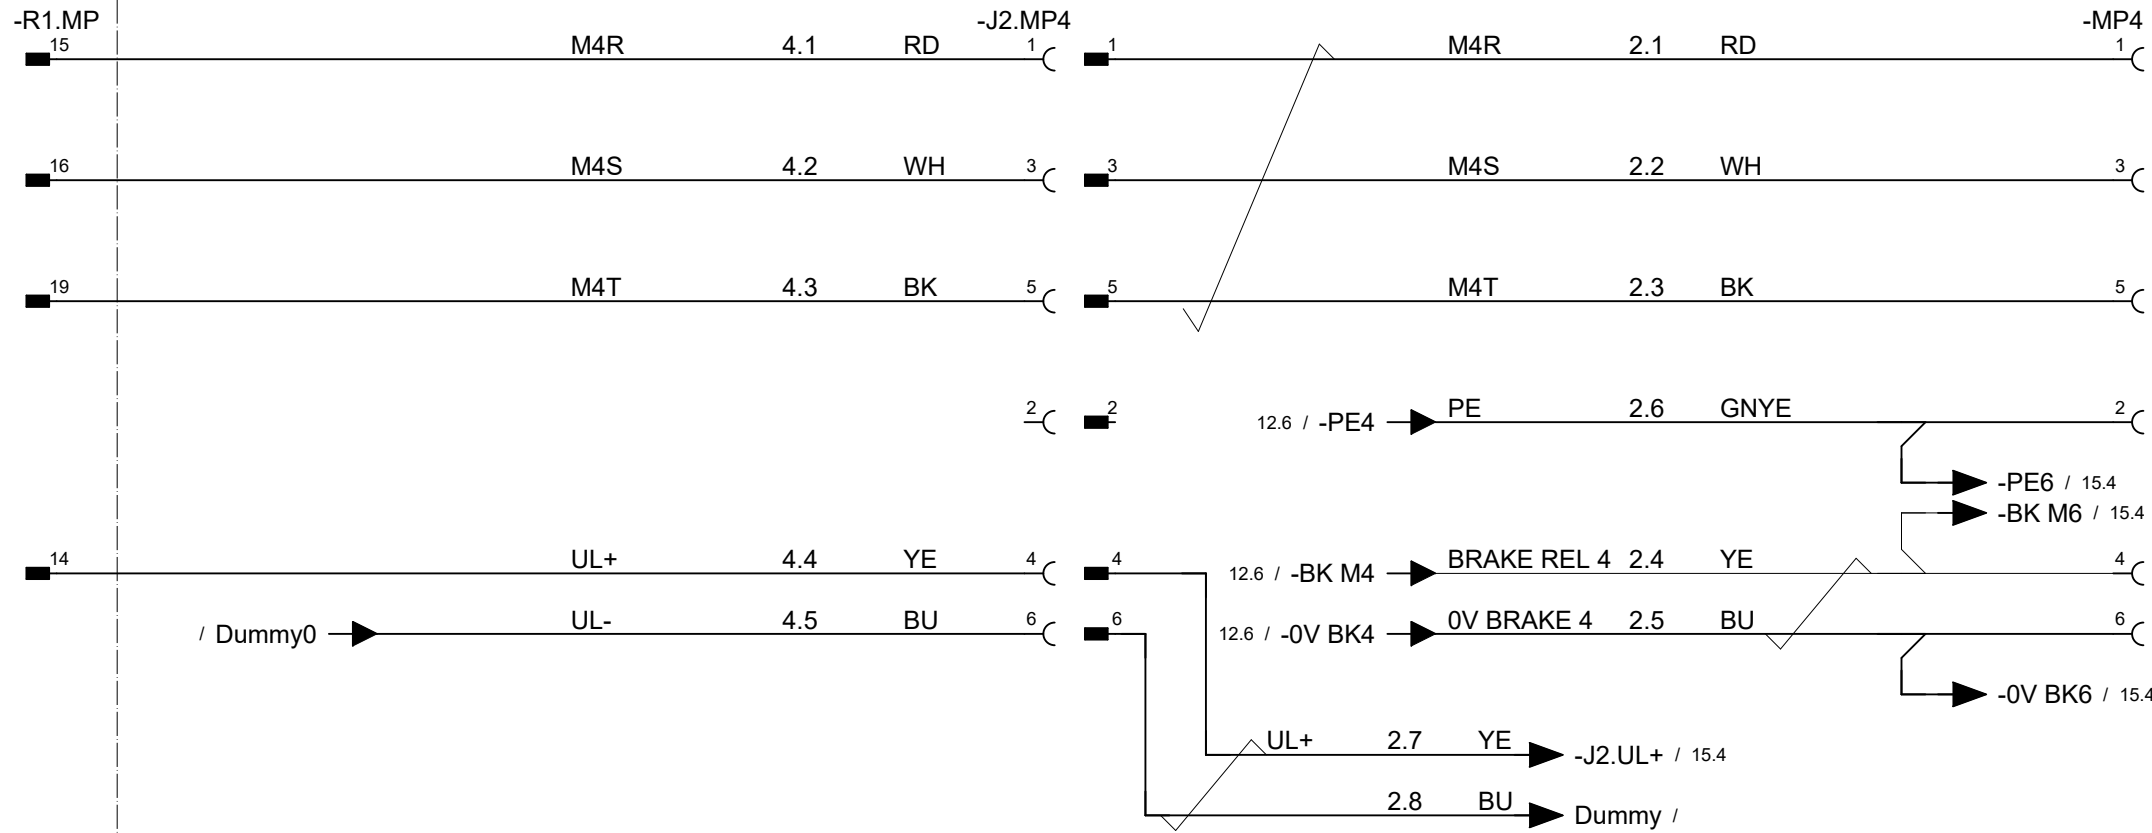 -R1.MP -J2.MP4 -MP4
15 M4R 4.1 RD 1 1 M4R 2.1 RD 1
16 M4S 4.2 WH 3 3 M4S 2.2 WH 3
19 M4T 4.3 BK 5 5 M4T 2.3 BK 5
2 2 12.6 / -PE4 PE 2.6 GNYE 2
-PE6 / 15.4
-BK M6 / 15.4
14 UL+ 4.4 YE 4 4 12.6 / -BK M4 BRAKE REL 4 2.4 YE 4
/ Dummy0 UL- 4.5 BU 6 6 12.6 / -0V BK4 0V BRAKE 4 2.5 BU 6
-0V BK6 / 15.4
UL+ 2.7 YE -J2.UL+ / 15.4
2.8 BU Dummy /